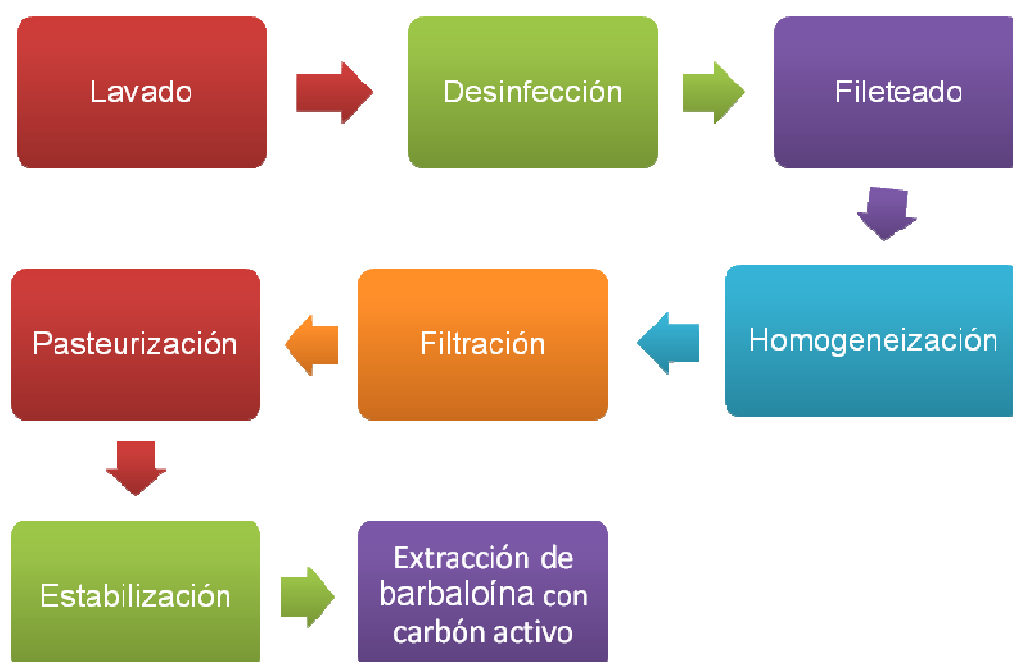 Lavado
Desinfección
Fileteado
Homogeneización
Filtración
Pasteurización
Estabilización
Extracción de
barbaloína con
carbón activo